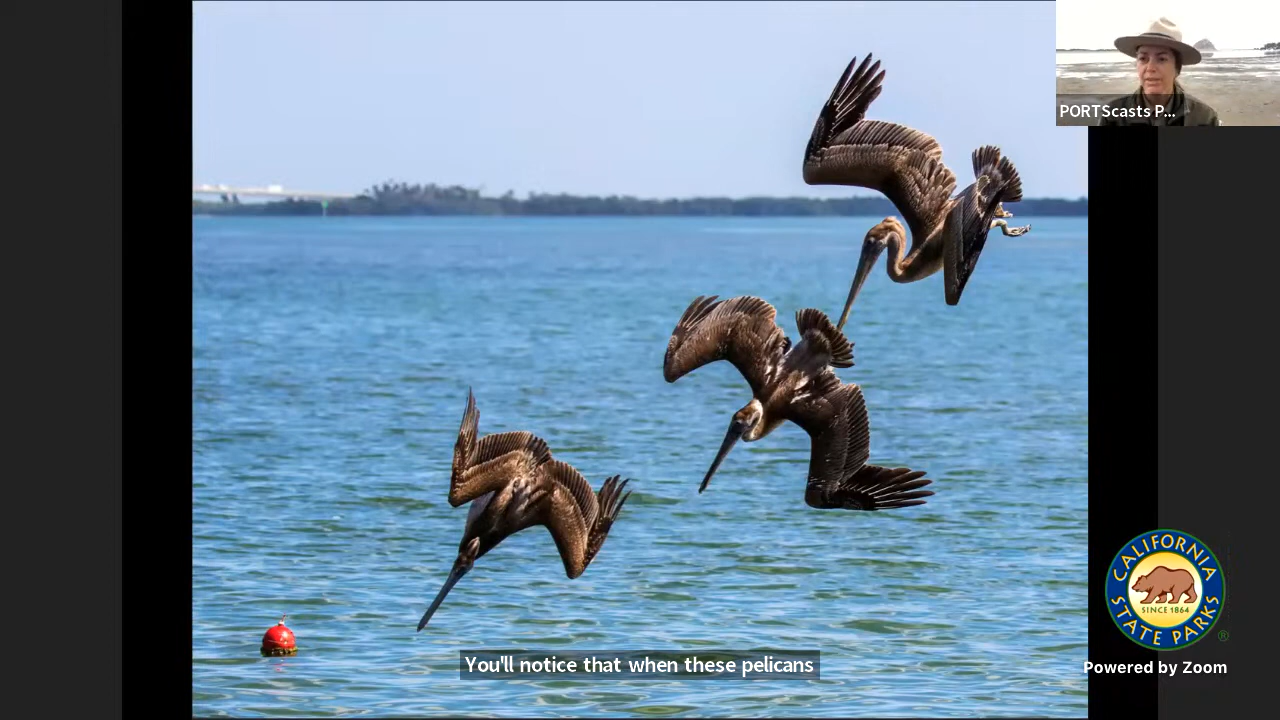 PORTScasts P...
CALIFORNIA
SINCE 1864
STATE PARKS
®
Powered by Zoom
You'll notice that when these pelicans